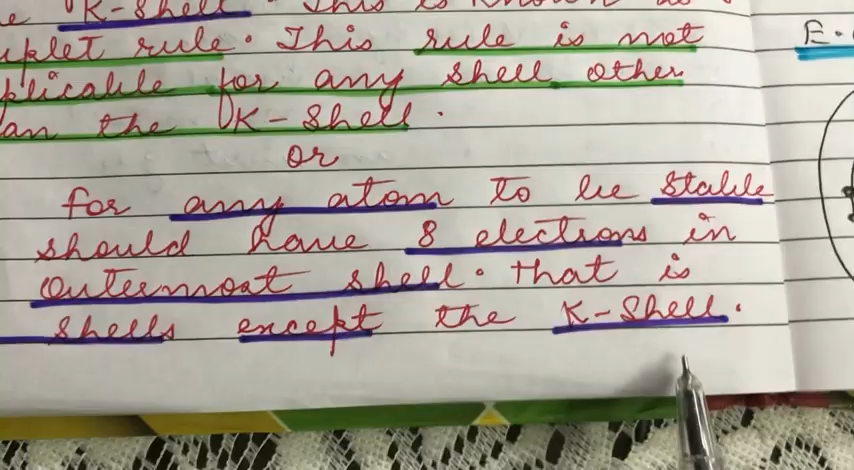 K-Shell. This is known as
uplet rule. This rule is not
plicable for any shell other
an the K-Shell.
or
for any atom to be stable
should have 8 electrons in
outermost shell. that is
shells except the K-Shell.
E.